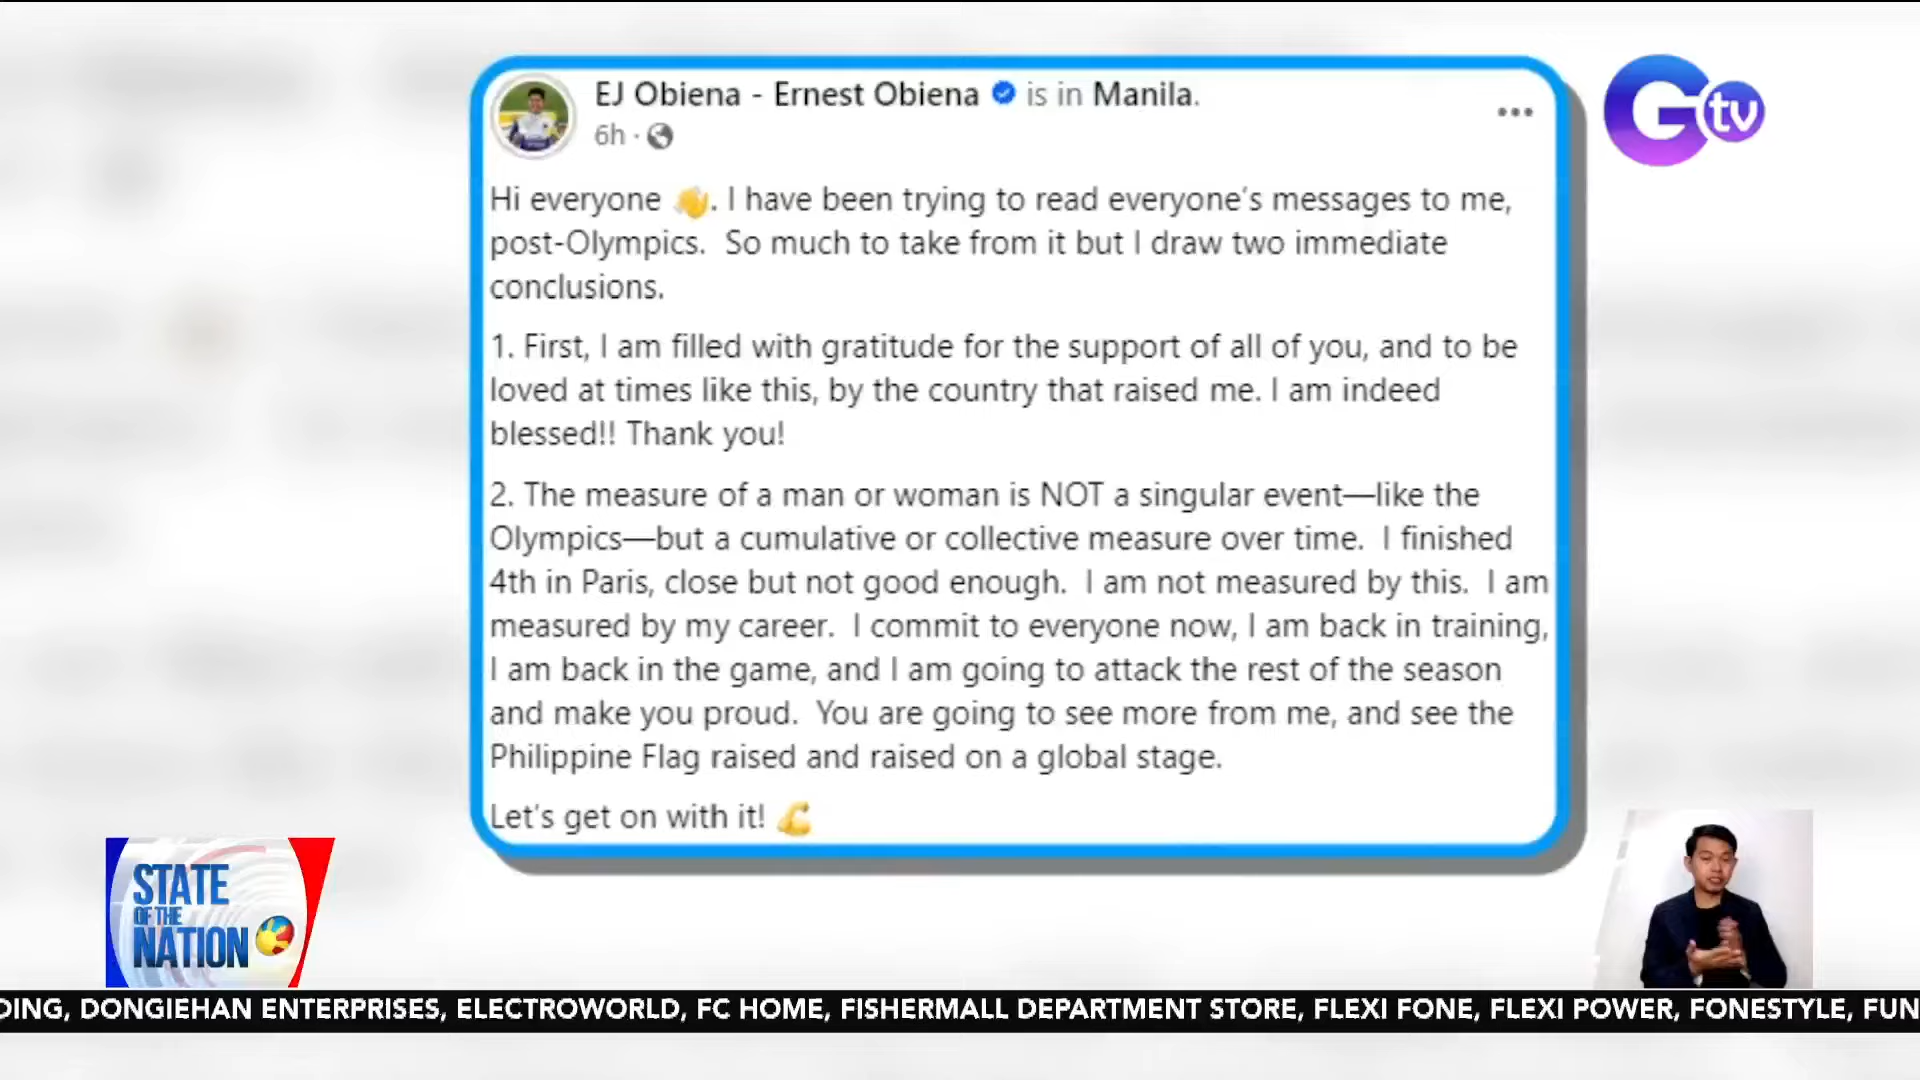 EJ Obiena - Ernest Obiena is in Manila.
6h ·
Hi everyone 👋. I have been trying to read everyone's messages to me,
post-Olympics.  So much to take from it but I draw two immediate
conclusions.
1. First, I am filled with gratitude for the support of all of you, and to be
loved at times like this, by the country that raised me. I am indeed
blessed!! Thank you!
2. The measure of a man or woman is NOT a singular event—like the
Olympics—but a cumulative or collective measure over time.  I finished
4th in Paris, close but not good enough.  I am not measured by this.  I am
measured by my career.  I commit to everyone now, I am back in training,
I am back in the game, and I am going to attack the rest of the season
and make you proud.  You are going to see more from me, and see the
Philippine Flag raised and raised on a global stage.
Let's get on with it! 💪
Gtv
STATE
OF THE
NATION
DING, DONGIEHAN ENTERPRISES, ELECTROWORLD, FC HOME, FISHERMALL DEPARTMENT STORE, FLEXI FONE, FLEXI POWER, FONESTYLE, FUN